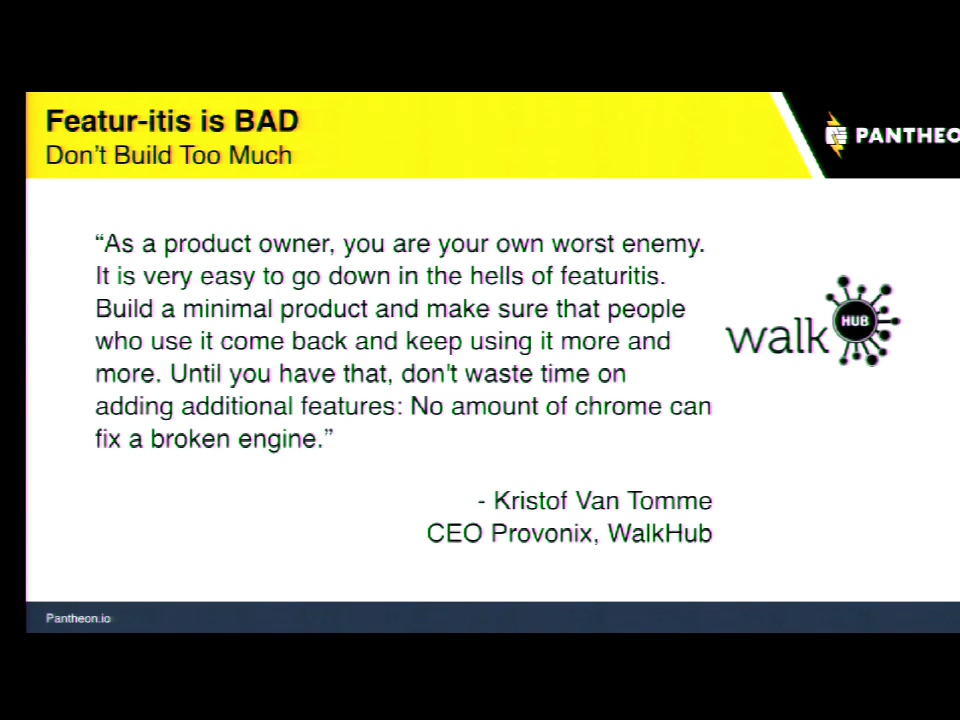 Featur-itis is BAD
Don't Build Too Much
PANTHEO
“As a product owner, you are your own worst enemy.
It is very easy to go down in the hells of featuritis.
Build a minimal product and make sure that people
who use it come back and keep using it more and
more. Until you have that, don't waste time on
adding additional features: No amount of chrome can
fix a broken engine.”
walk HUB
- Kristof Van Tomme
CEO Provonix, WalkHub
Pantheon.io